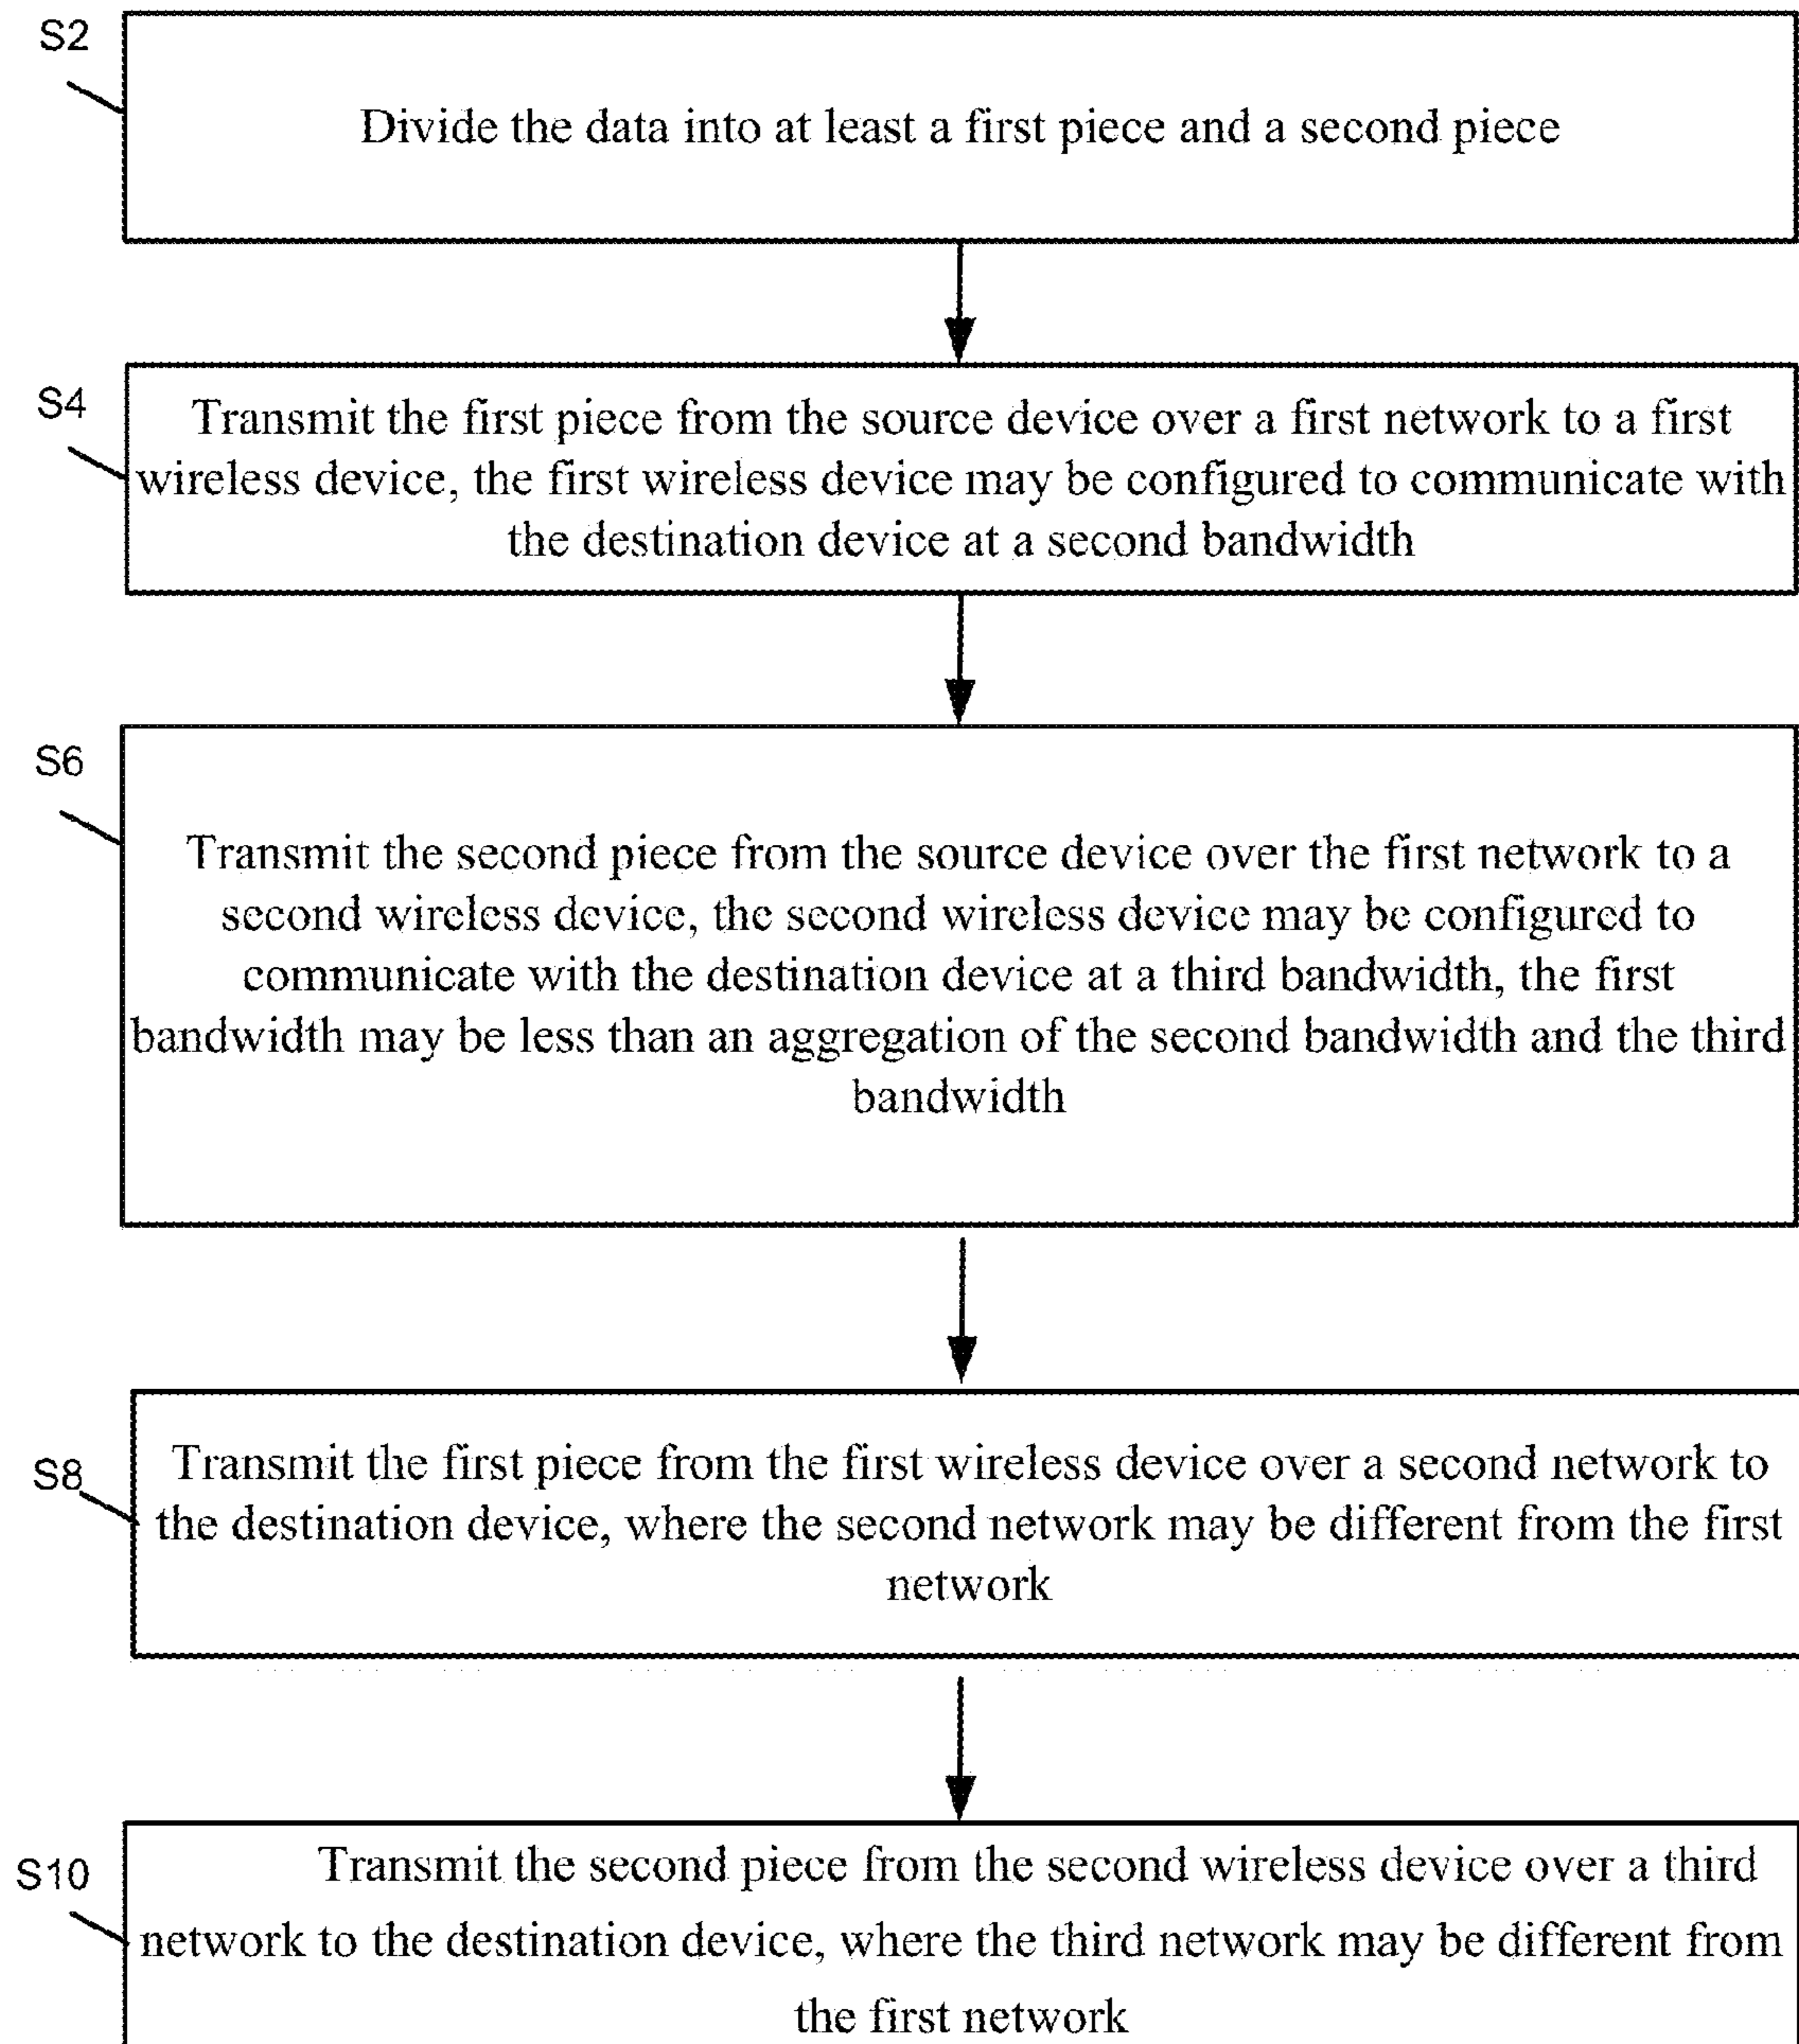 S2
Divide the data into at least a first piece and a second piece
S4
Transmit the first piece from the source device over a first network to a first
wireless device, the first wireless device may be configured to communicate with
the destination device at a second bandwidth
S6
Transmit the second piece from the source device over the first network to a
second wireless device, the second wireless device may be configured to
communicate with the destination device at a third bandwidth, the first
bandwidth may be less than an aggregation of the second bandwidth and the third
bandwidth
S8
Transmit the first piece from the first wireless device over a second network to
the destination device, where the second network may be different from the first
network
S10
Transmit the second piece from the second wireless device over a third
network to the destination device, where the third network may be different from
the first network